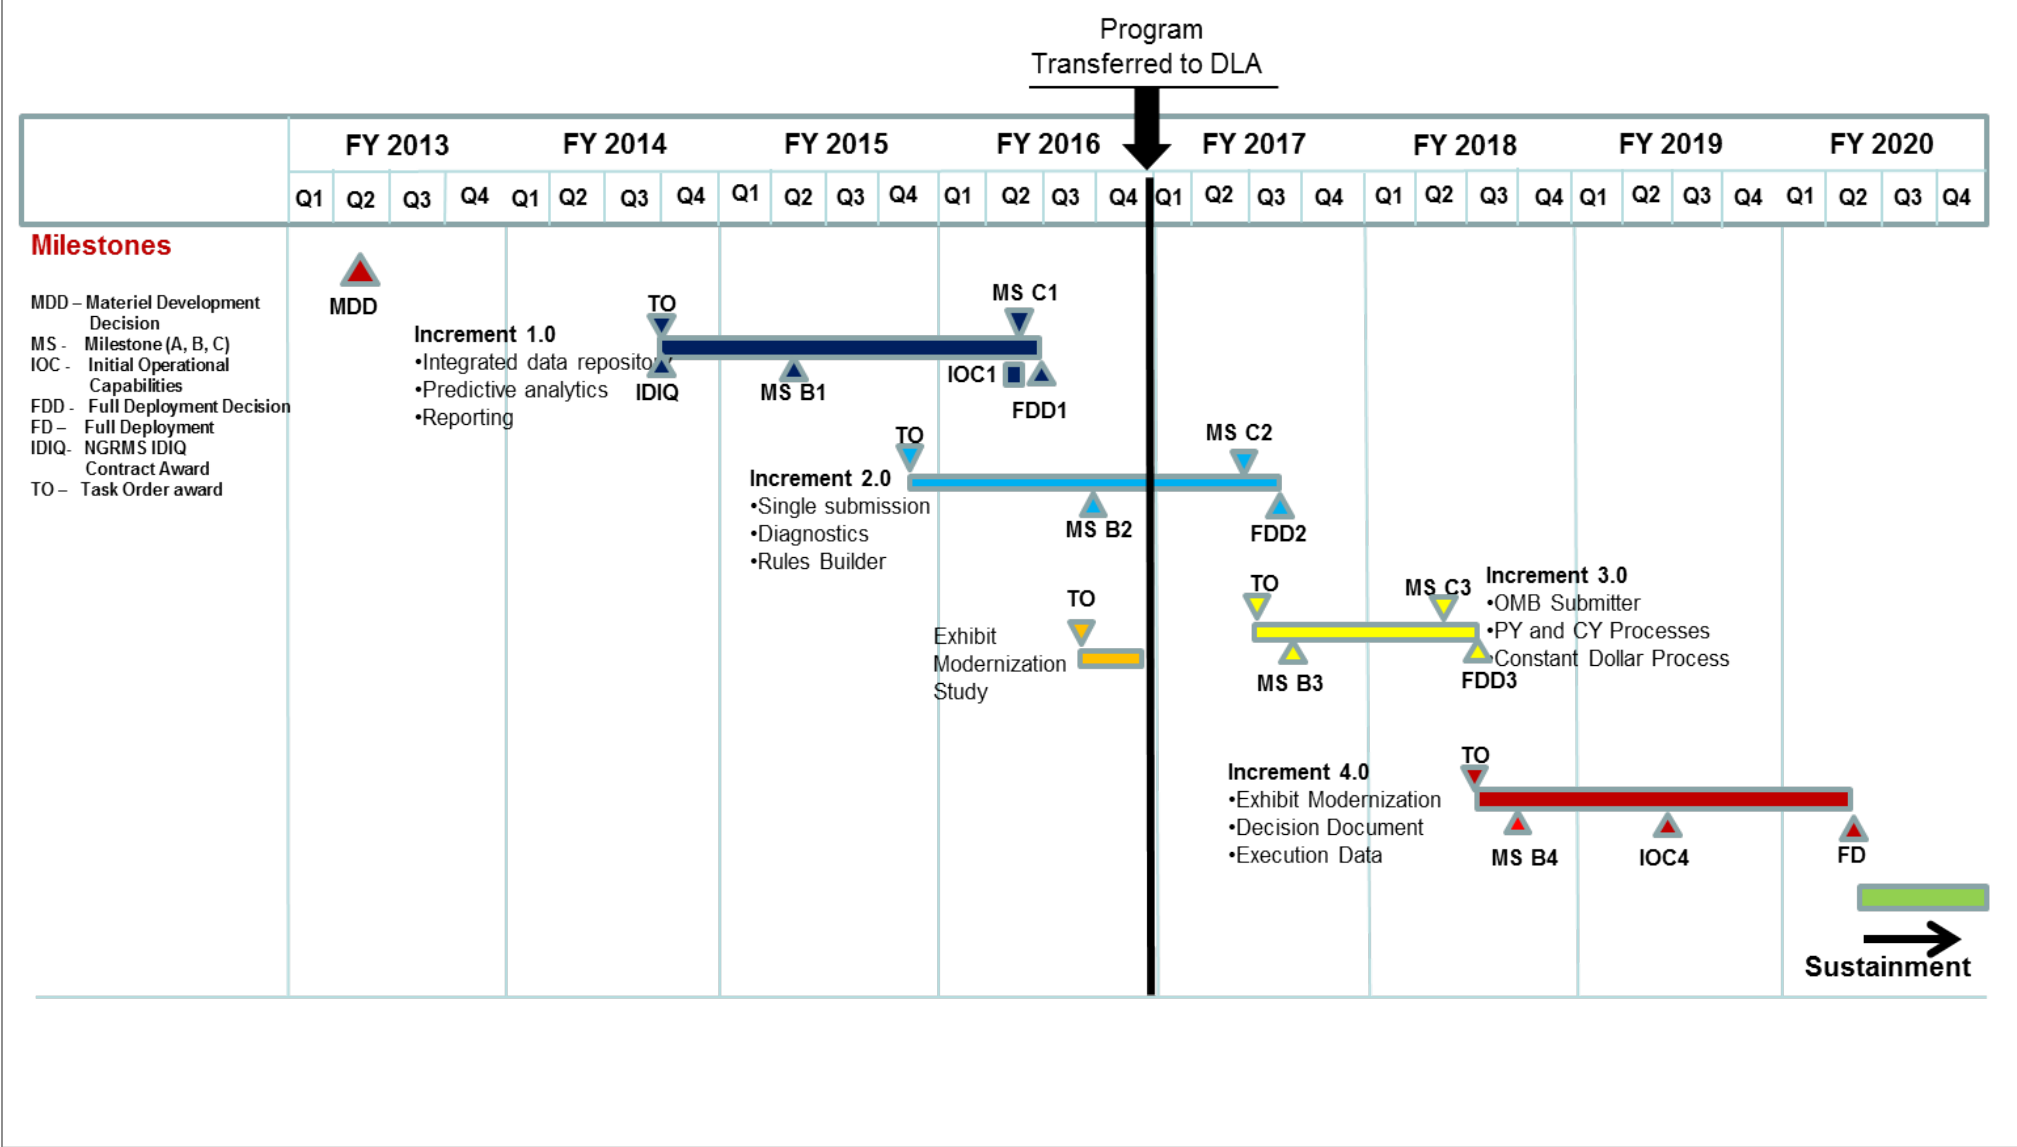 Program
Transferred to DLA
FY 2013 FY 2014 FY 2015 FY 2016 FY 2017 FY 2018 FY 2019 FY 2020
Q1 Q2 Q3 Q4 Q1 Q2 Q3 Q4 Q1 Q2 Q3 Q4 Q1 Q2 Q3 Q4 Q1 Q2 Q3 Q4 Q1 Q2 Q3 Q4 Q1 Q2 Q3 Q4 Q1 Q2 Q3 Q4
Milestones
MDD – Materiel Development
Decision
MS - Milestone (A, B, C)
IOC - Initial Operational
Capabilities
FDD - Full Deployment Decision
FD – Full Deployment
IDIQ- NGRMS IDIQ
Contract Award
TO – Task Order award
MDD
Increment 1.0
•Integrated data repository
•Predictive analytics
•Reporting
TO
IDIQ
MS B1
MS C1
IOC1
FDD1
Increment 2.0
•Single submission
•Diagnostics
•Rules Builder
TO
MS B2
MS C2
FDD2
Exhibit
Modernization
Study
TO
TO
MS B3
MS C3
FDD3
Increment 3.0
•OMB Submitter
•PY and CY Processes
•Constant Dollar Process
Increment 4.0
•Exhibit Modernization
•Decision Document
•Execution Data
TO
MS B4
IOC4
FD
Sustainment